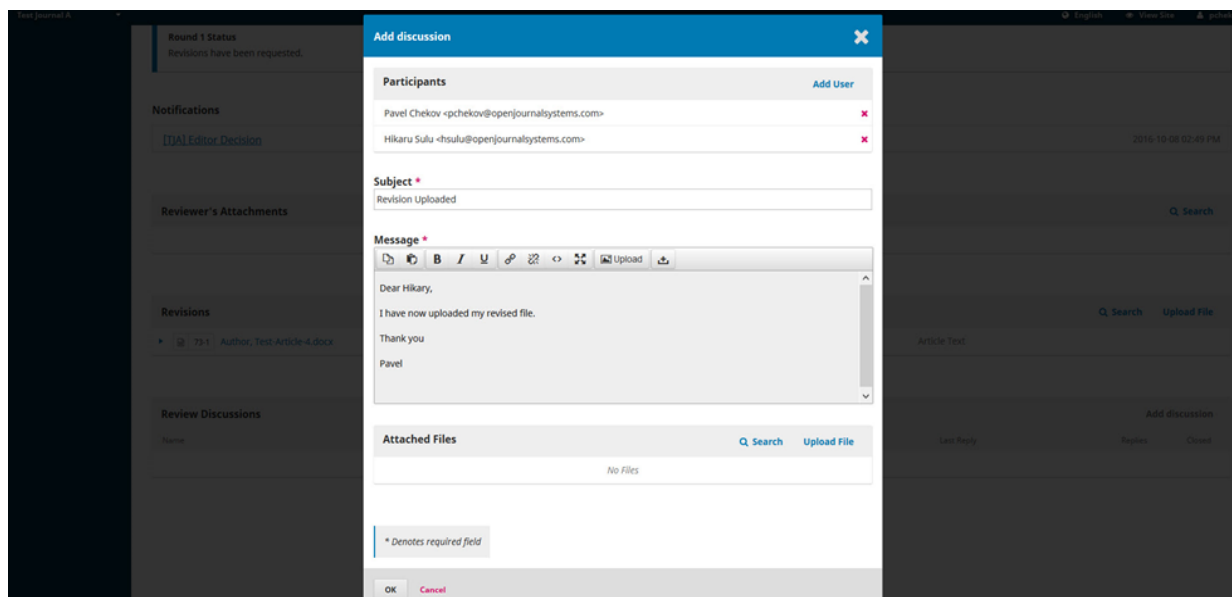 Test Journal A
English View Site
Round 1 Status
Revisions have been requested.
Notifications
[TJA] Editor Decision
2016-10-08 02:49 PM
Reviewer's Attachments
Search
Revisions
Search Upload File
73-1 Author, Test-Article-4.docx
Article Text
Review Discussions
Add discussion
Name
Last Reply Replies Closed
Add discussion
Participants
Add User
Pavel Chekov <pchekov@openjournalsystems.com>
Hikaru Sulu <hsulu@openjournalsystems.com>
Subject *
Revision Uploaded
Message *
Upload
Dear Hikary,
I have now uploaded my revised file.
Thank you
Pavel
Attached Files
Search Upload File
No Files
* Denotes required field
OK Cancel